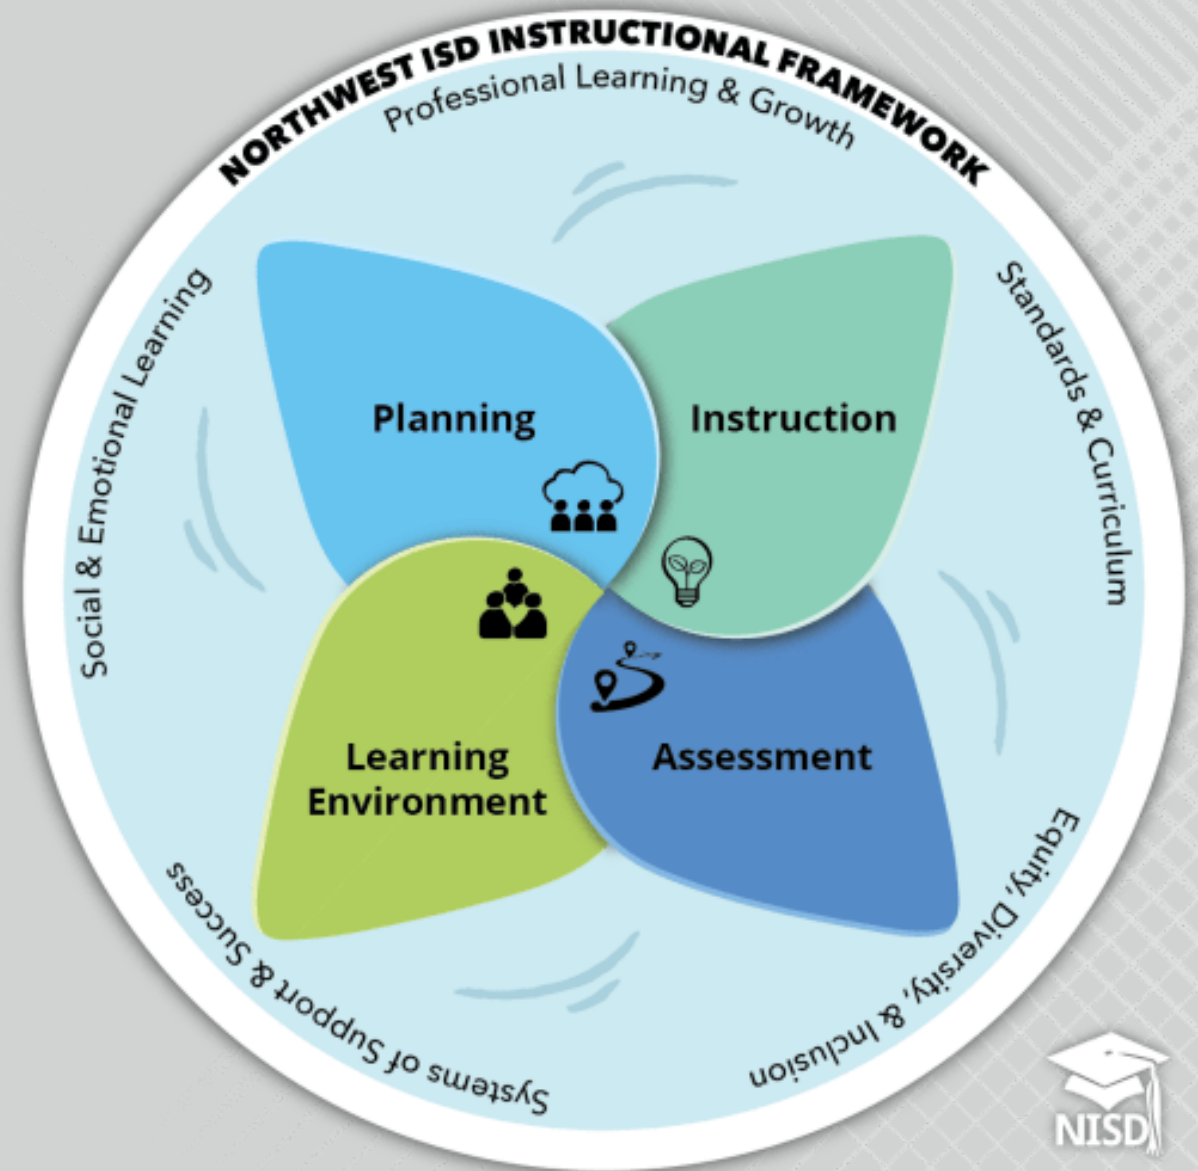 NORTHWEST ISD INSTRUCTIONAL FRAMEWORK
Professional Learning & Growth
Social & Emotional Learning
Standards & Curriculum
Planning
Instruction
Learning
Environment
Assessment
Systems of Support & Success
Equity, Diversity, & Inclusion
NISD